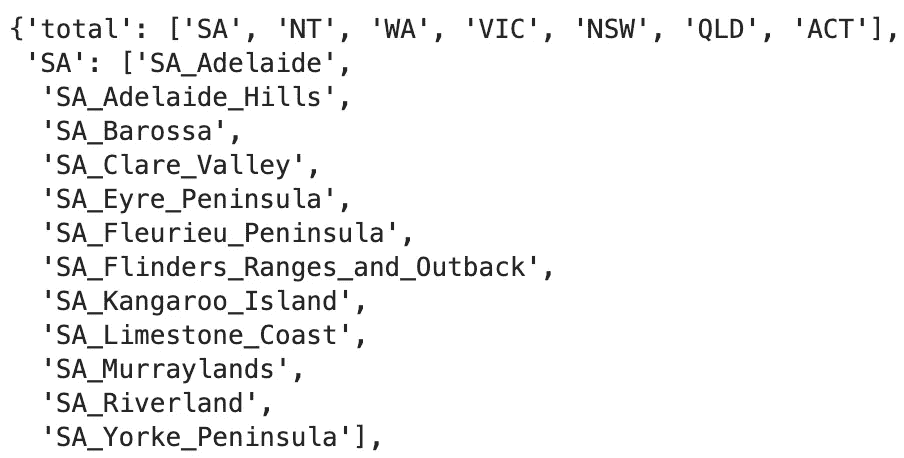 {'total': ['SA', 'NT', 'WA', 'VIC', 'NSW', 'QLD', 'ACT'],
 'SA': ['SA_Adelaide',
  'SA_Adelaide_Hills',
  'SA_Barossa',
  'SA_Clare_Valley',
  'SA_Eyre_Peninsula',
  'SA_Fleurieu_Peninsula',
  'SA_Flinders_Ranges_and_Outback',
  'SA_Kangaroo_Island',
  'SA_Limestone_Coast',
  'SA_Murraylands',
  'SA_Riverland',
  'SA_Yorke_Peninsula'],